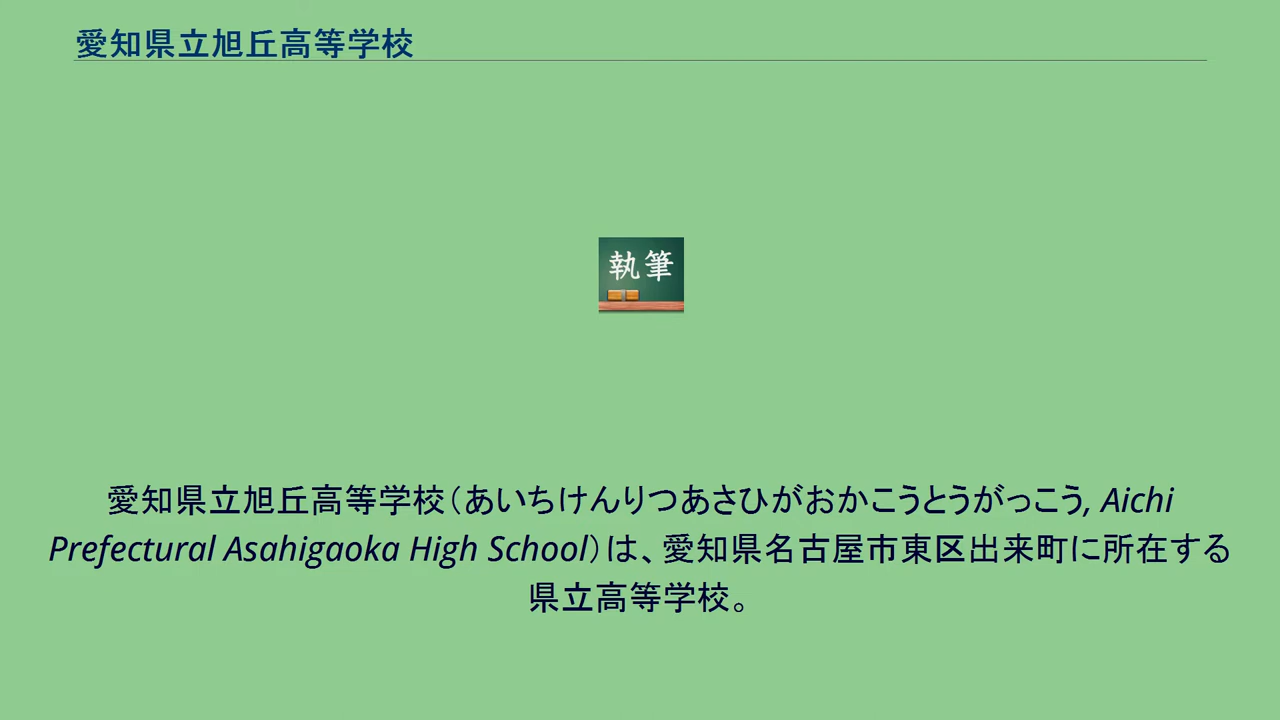 愛知県立旭丘高等学校
執筆
愛知県立旭丘高等学校（あいちけんりつあさひがおかこうとうがっこう, Aichi
Prefectural Asahigaoka High School）は、愛知県名古屋市東区出来町に所在する
県立高等学校。